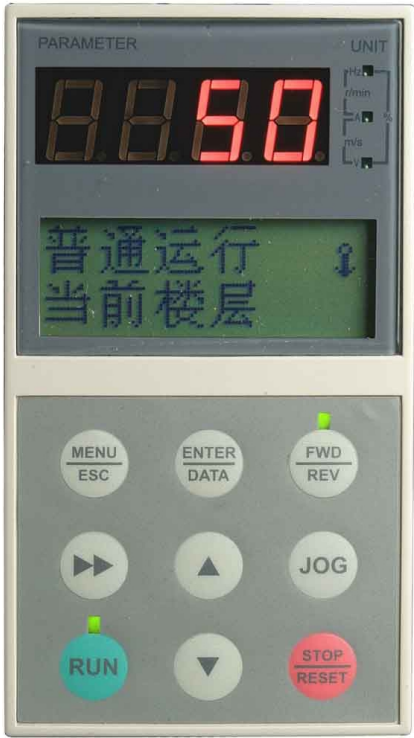 PARAMETER UNIT
50
Hz
r/min
A %
m/s
V
普通运行
当前楼层
MENU ENTER FWD
ESC DATA REV
JOG
RUN STOP
RESET